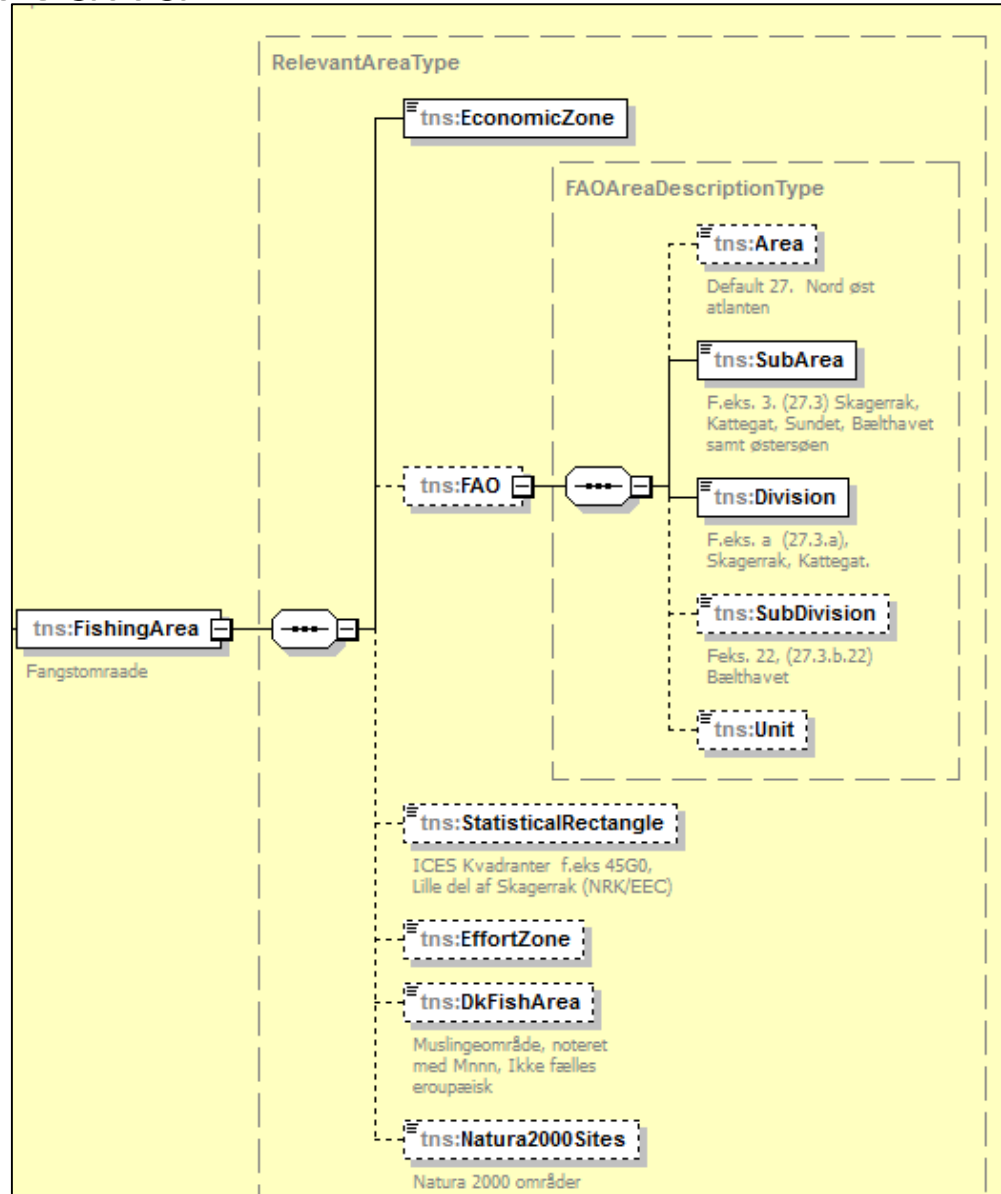 RelevantAreaType
tns:EconomicZone
FAOAreaDescriptionType
tns:Area
Default 27. Nord øst
atlanten
tns:SubArea
F.eks. 3. (27.3) Skagerrak,
Kattegat, Sundet, Bælthavet
samt østersøen
tns:FAO
tns:Division
F.eks. a (27.3.a),
Skagerrak, Kattegat.
tns:SubDivision
Feks. 22, (27.3.b.22)
Bælthavet
tns:Unit
tns:FishingArea
Fangstomraade
tns:StatisticalRectangle
ICES Kvadranter f.eks 45G0,
Lille del af Skagerrak (NRK/EEC)
tns:EffortZone
tns:DkFishArea
Muslingeområde, noteret
med Mnnn, Ikke fælles
eroupæisk
tns:Natura2000Sites
Natura 2000 områder